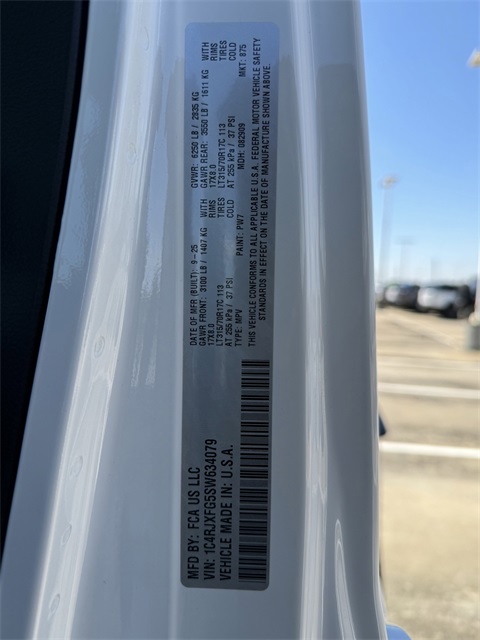 MFD BY: FCA US LLC
DATE OF MFR (BUILT): 9-25 GVWR: 6250 LB / 2835 KG
GAWR FRONT: 3100 LB / 1407 KG WITH GAWR REAR: 3550 LB / 1611 KG WITH
17X8.0 RIMS 17X8.0 RIMS
LT315/70R17C 113 TIRES LT315/70R17C 113 TIRES
AT 255 kPa / 37 PSI COLD AT 255 kPa / 37 PSI COLD
VIN: 1C4RJXFG5SW634079
TYPE: MPV PAINT: PW7 MDH: 082909 MKT: 875
VEHICLE MADE IN: U.S.A.
THIS VEHICLE CONFORMS TO ALL APPLICABLE U.S.A. FEDERAL MOTOR VEHICLE SAFETY
STANDARDS IN EFFECT ON THE DATE OF MANUFACTURE SHOWN ABOVE.